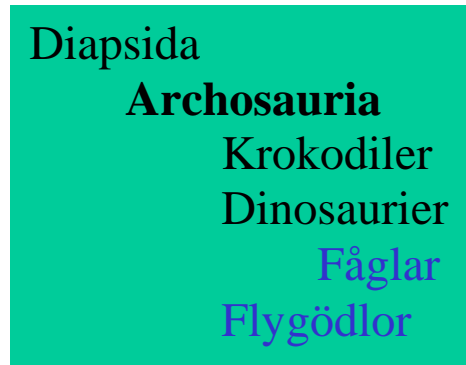 Diapsida
Archosauria
Krokodiler
Dinosaurier
Fåglar
Flygödlor